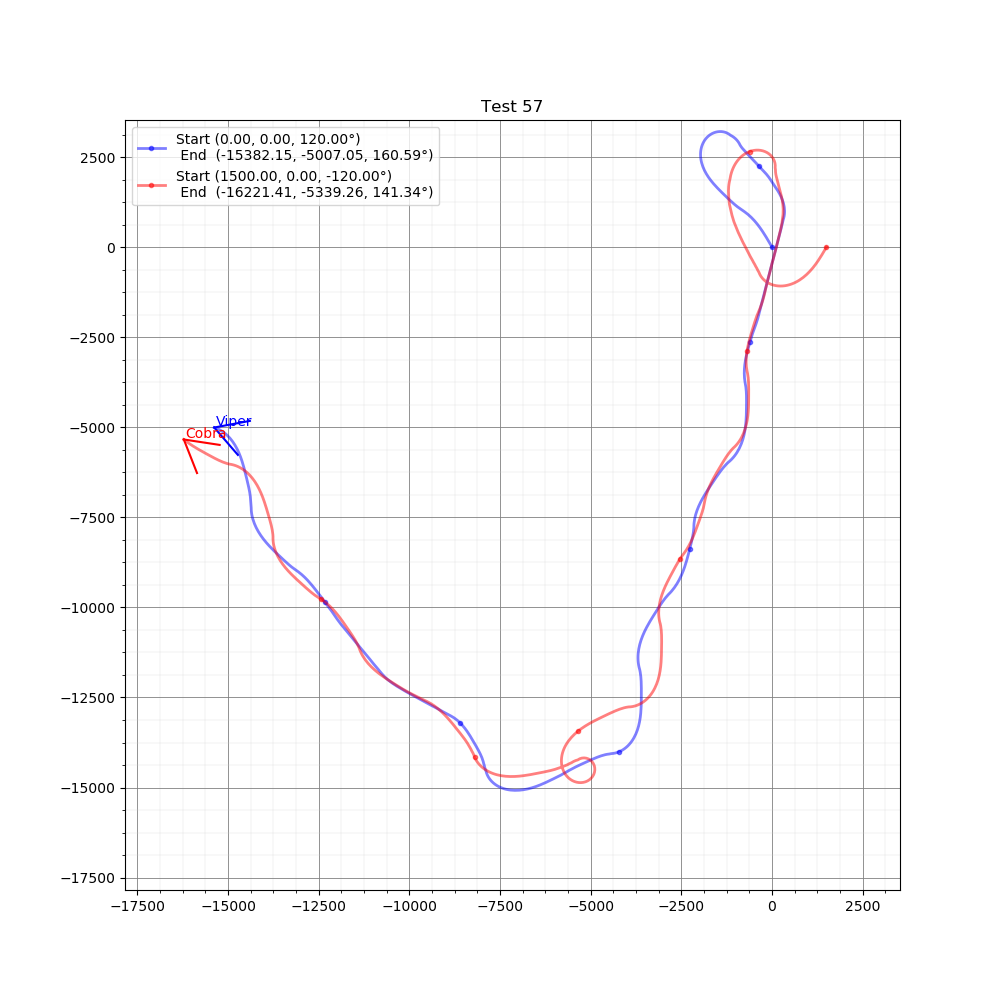 Test 57
Start (0.00, 0.00, 120.00°)
End  (-15382.15, -5007.05, 160.59°)
Start (1500.00, 0.00, -120.00°)
End  (-16221.41, -5339.26, 141.34°)
2500
0
−2500
−5000
−7500
−10000
−12500
−15000
−17500
Viper
Cobra
−17500 −15000 −12500 −10000 −7500 −5000 −2500 0 2500